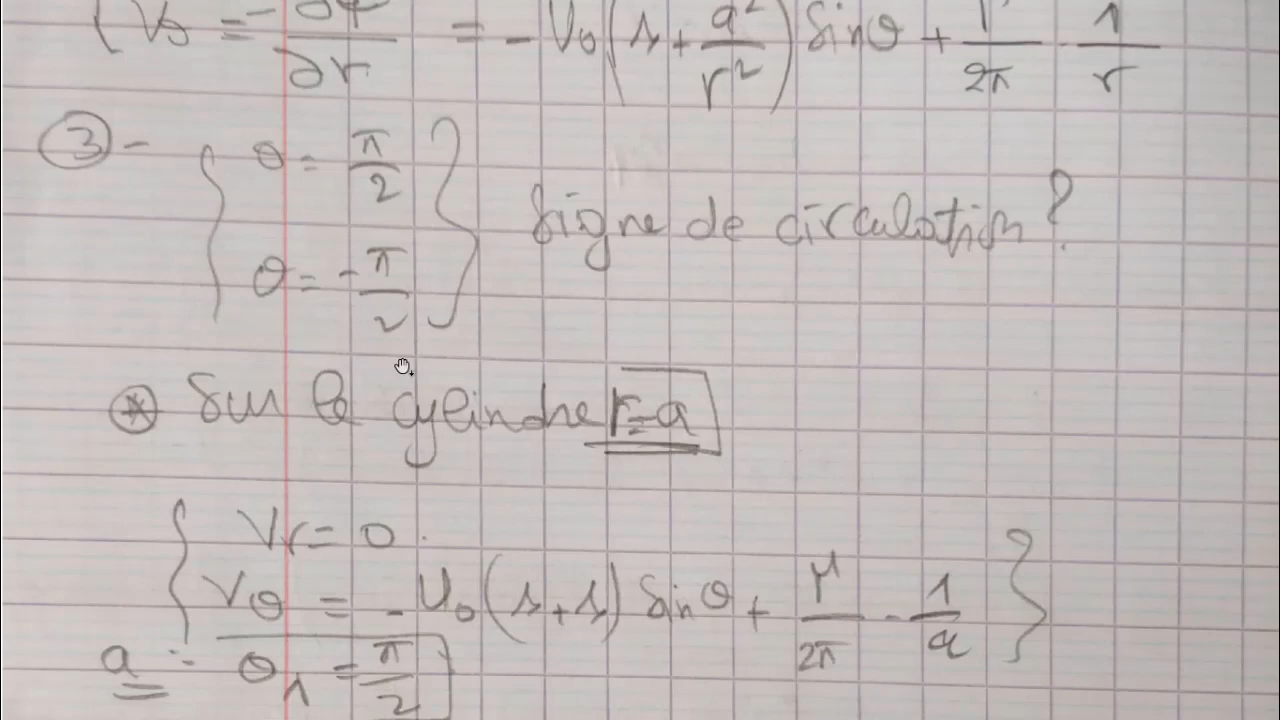 ( Vθ = -∂Ψ/∂r = - U₀(1 + a²/r²) sinθ + Γ/2π · 1/r
③ - { θ = π/2
θ = - π/2 } Signe de circulation ?
⊛ Sur le cylindre r=a
{ Vr = 0.
Vθ = - U₀(1+1) sinθ + Γ/2π · 1/a }
a :- θ₁ = π/2